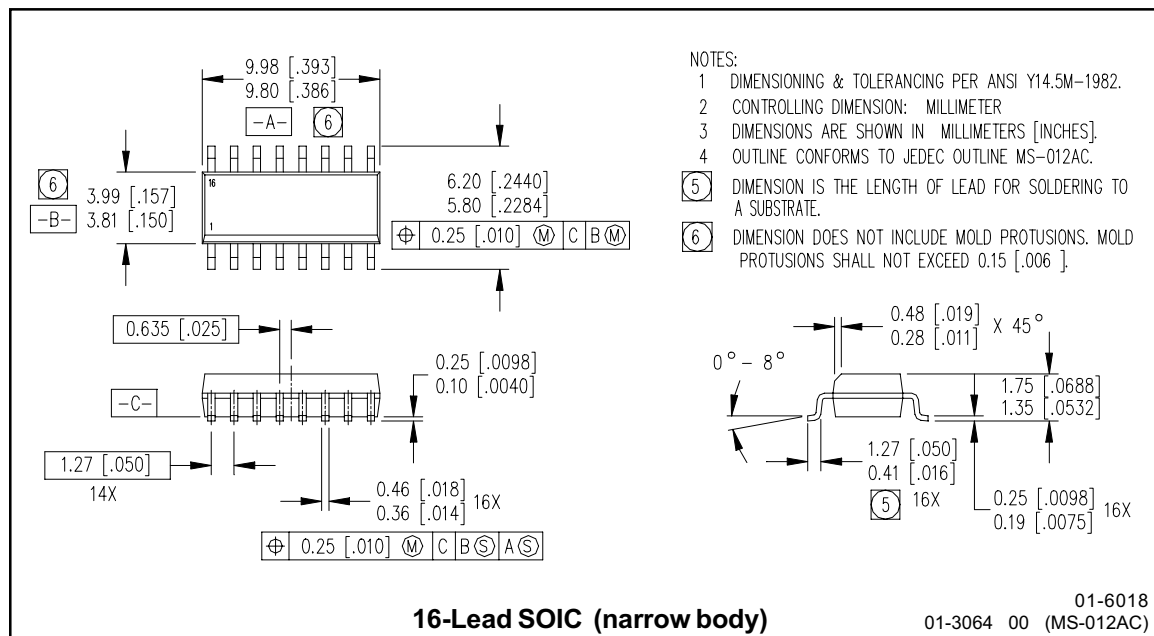 9.98 [.393]
9.80 [.386]
-A- 6
6
3.99 [.157]
-B- 3.81 [.150]
16
1
6.20 [.2440]
5.80 [.2284]
⌖ 0.25 [.010] Ⓜ C B Ⓜ
NOTES:
1 DIMENSIONING & TOLERANCING PER ANSI Y14.5M-1982.
2 CONTROLLING DIMENSION: MILLIMETER
3 DIMENSIONS ARE SHOWN IN MILLIMETERS [INCHES].
4 OUTLINE CONFORMS TO JEDEC OUTLINE MS-012AC.
5 DIMENSION IS THE LENGTH OF LEAD FOR SOLDERING TO
A SUBSTRATE.
6 DIMENSION DOES NOT INCLUDE MOLD PROTUSIONS. MOLD
PROTUSIONS SHALL NOT EXCEED 0.15 [.006 ].
0.635 [.025]
0.25 [.0098]
0.10 [.0040]
-C-
1.27 [.050]
14X
0.46 [.018]
0.36 [.014] 16X
⌖ 0.25 [.010] Ⓜ C B Ⓢ A Ⓢ
0.48 [.019]
0.28 [.011] X 45°
0°-8°
1.75 [.0688]
1.35 [.0532]
1.27 [.050]
0.41 [.016]
5 16X
0.25 [.0098]
0.19 [.0075] 16X
16-Lead SOIC (narrow body)
01-6018
01-3064 00 (MS-012AC)